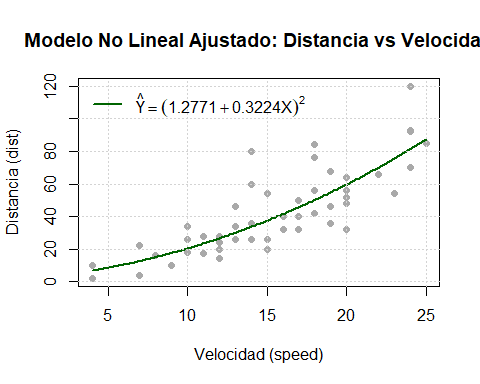 Modelo No Lineal Ajustado: Distancia vs Velocida
Ŷ = (1.2771 + 0.3224X)²
Distancia (dist)
120
80
60
40
20
0
5
10
15
20
25
Velocidad (speed)